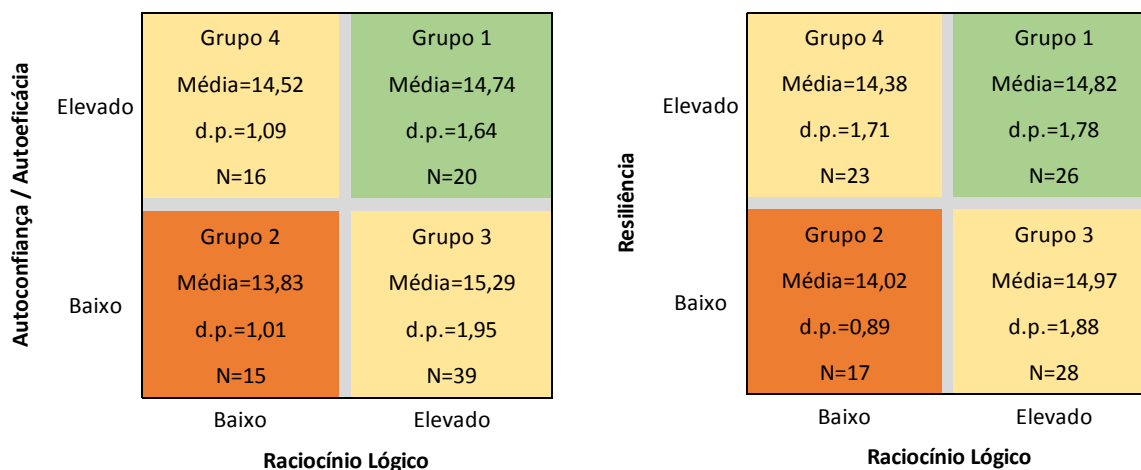 Autoconfiança / Autoeficácia
Elevado
Baixo
Grupo 4
Média=14,52
d.p.=1,09
N=16
Grupo 1
Média=14,74
d.p.=1,64
N=20
Grupo 2
Média=13,83
d.p.=1,01
N=15
Grupo 3
Média=15,29
d.p.=1,95
N=39
Baixo
Elevado
Raciocínio Lógico
Resiliência
Elevado
Baixo
Grupo 4
Média=14,38
d.p.=1,71
N=23
Grupo 1
Média=14,82
d.p.=1,78
N=26
Grupo 2
Média=14,02
d.p.=0,89
N=17
Grupo 3
Média=14,97
d.p.=1,88
N=28
Baixo
Elevado
Raciocínio Lógico